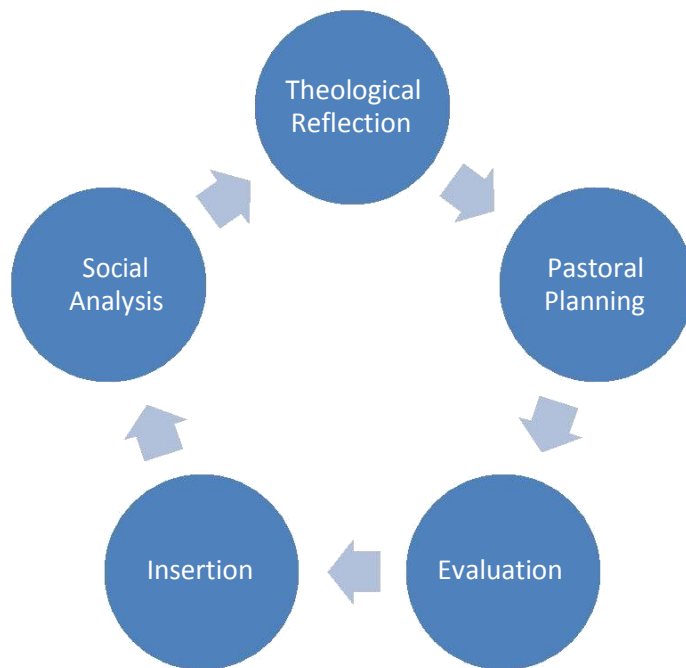 Theological
Reflection
Social
Analysis
Pastoral
Planning
Insertion
Evaluation